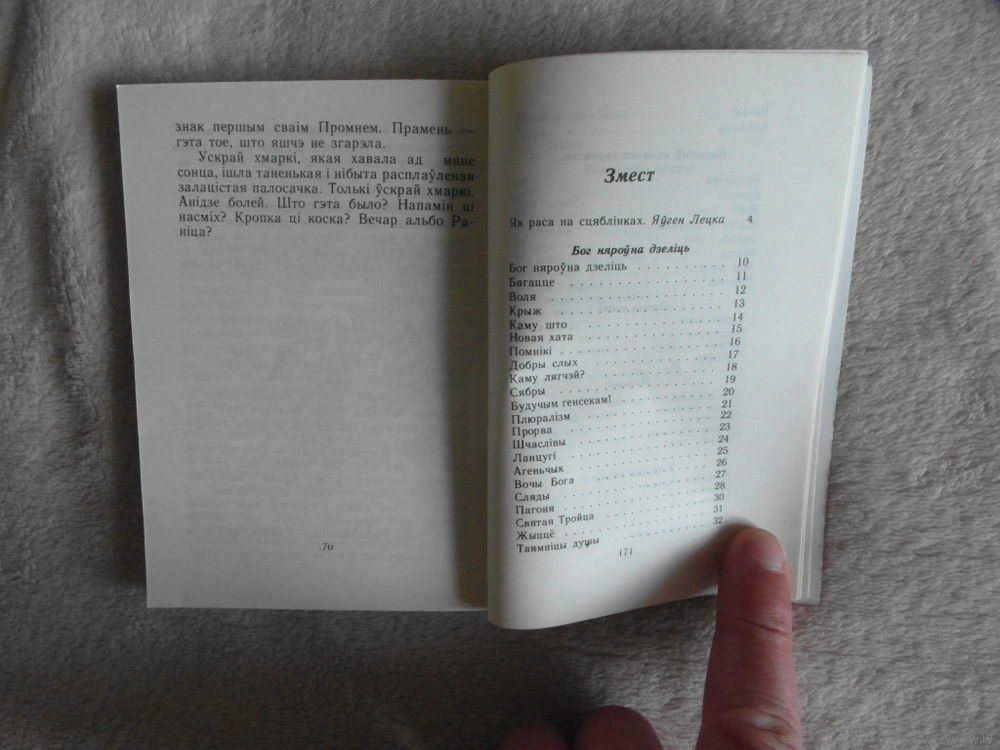 знак першым сваім Промнем. Прамень —
гэта тое, што яшчэ не згарэла.
Ускрай хмаркі, якая хавала ад мяне
сонца, ішла таненькая і нібыта расплаўленая
залацістая палосачка. Толькі ўскрай хмаркі.
Анідзе болей. Што гэта было? Напамін ці
насміх? Кропка ці коска? Вечар альбо Ра-
ніца?
70
Змест
Як раса на сцяблінках. Яўген Лецка 4
Бог няроўна дзеліць
Бог няроўна дзеліць . . . . . . . . . 10
Багацце . . . . . . . . . . . . . 11
Воля . . . . . . . . . . . . . . 12
Крыж . . . . . . . . . . . . . . 13
Каму што . . . . . . . . . . . . 14
Новая хата . . . . . . . . . . . . 15
Помнікі . . . . . . . . . . . . . 16
Добры слых . . . . . . . . . . . . 17
Каму лягчэй? . . . . . . . . . . . 18
Сябры . . . . . . . . . . . . . . 19
Будучым генсекам! . . . . . . . . . 20
Плюралізм . . . . . . . . . . . . 21
Прорва . . . . . . . . . . . . . 22
Шчаслівы . . . . . . . . . . . . 23
Ланцугі . . . . . . . . . . . . . 24
Агеньчык . . . . . . . . . . . . 25
Вочы Бога . . . . . . . . . . . . 26
Сляды . . . . . . . . . . . . . . 27
Пагоня . . . . . . . . . . . . . 28
Святая Тройца . . . . . . . . . . . 30
Жыццё . . . . . . . . . . . . . . 31
Таямніцы душы . . . . . . . . . . 32
171